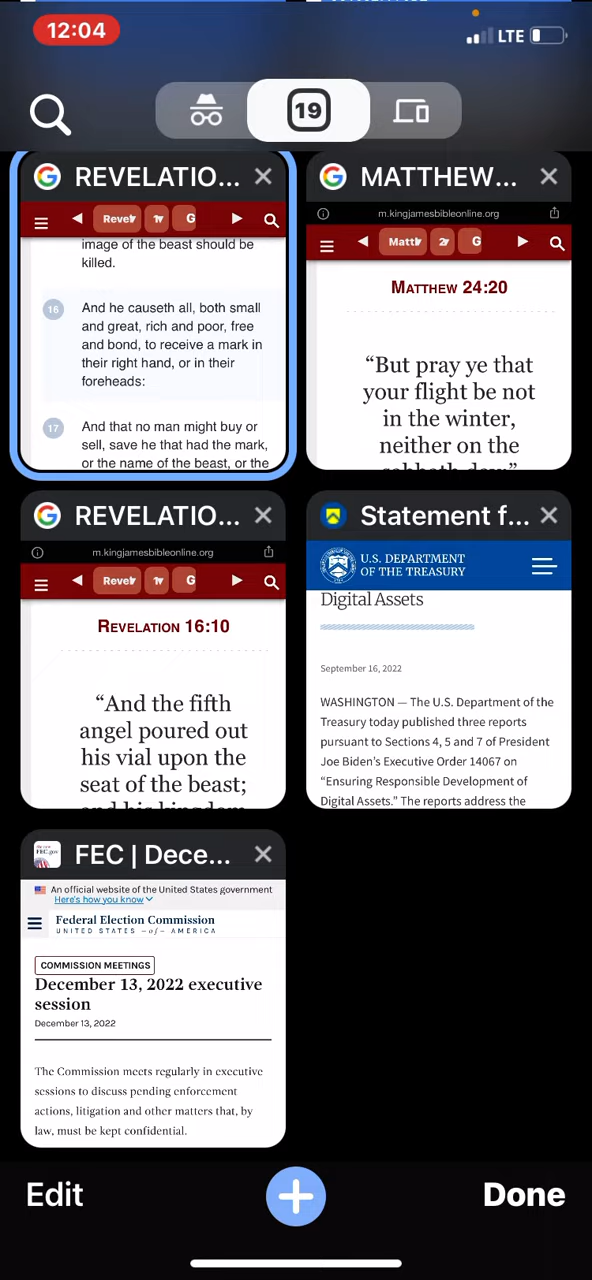 12:04
LTE
19
REVELATIO...
Revel
1
G
image of the beast should be
killed.
16
And he causeth all, both small
and great, rich and poor, free
and bond, to receive a mark in
their right hand, or in their
foreheads:
17
And that no man might buy or
sell, save he that had the mark,
or the name of the beast, or the
MATTHEW...
m.kingjamesbibleonline.org
Matth
2
G
MATTHEW 24:20
“But pray ye that
your flight be not
in the winter,
neither on the
sabbath day:”
REVELATIO...
m.kingjamesbibleonline.org
Revel
1
G
REVELATION 16:10
“And the fifth
angel poured out
his vial upon the
seat of the beast;
and his kingdom
Statement f...
U.S. DEPARTMENT
OF THE TREASURY
Digital Assets
September 16, 2022
WASHINGTON — The U.S. Department of the
Treasury today published three reports
pursuant to Sections 4, 5 and 7 of President
Joe Biden’s Executive Order 14067 on
“Ensuring Responsible Development of
Digital Assets.” The reports address the
FEC | Dece...
An official website of the United States government
Here's how you know
Federal Election Commission
UNITED STATES of AMERICA
COMMISSION MEETINGS
December 13, 2022 executive
session
December 13, 2022
The Commission meets regularly in executive
sessions to discuss pending enforcement
actions, litigation and other matters that, by
law, must be kept confidential.
Edit
Done